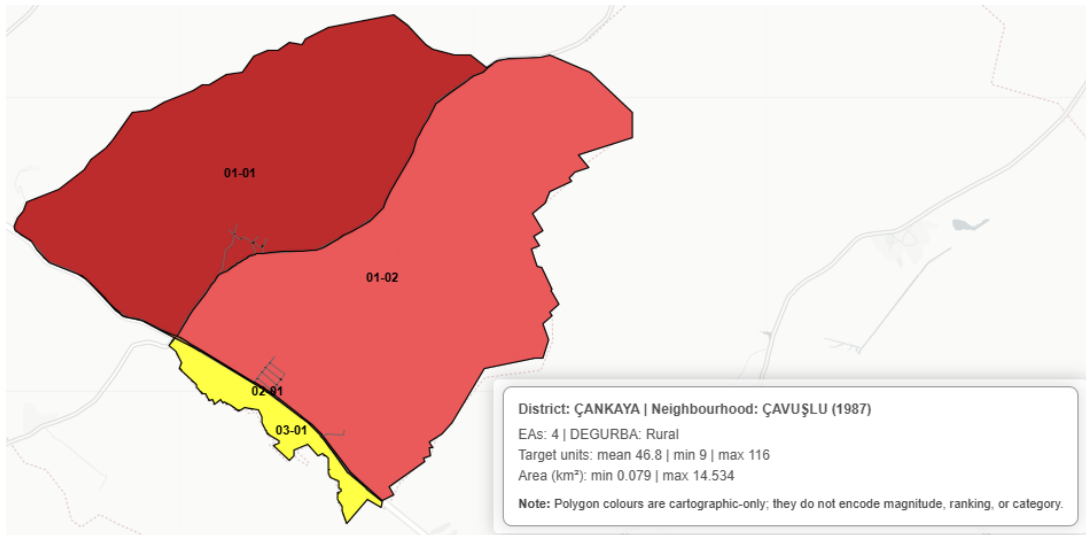 01-01
01-02
02-01
03-01
District: ÇANKAYA | Neighbourhood: ÇAVUŞLU (1987)
EAs: 4 | DEGURBA: Rural
Target units: mean 46.8 | min 9 | max 116
Area (km²): min 0.079 | max 14.534
Note: Polygon colours are cartographic-only; they do not encode magnitude, ranking, or category.